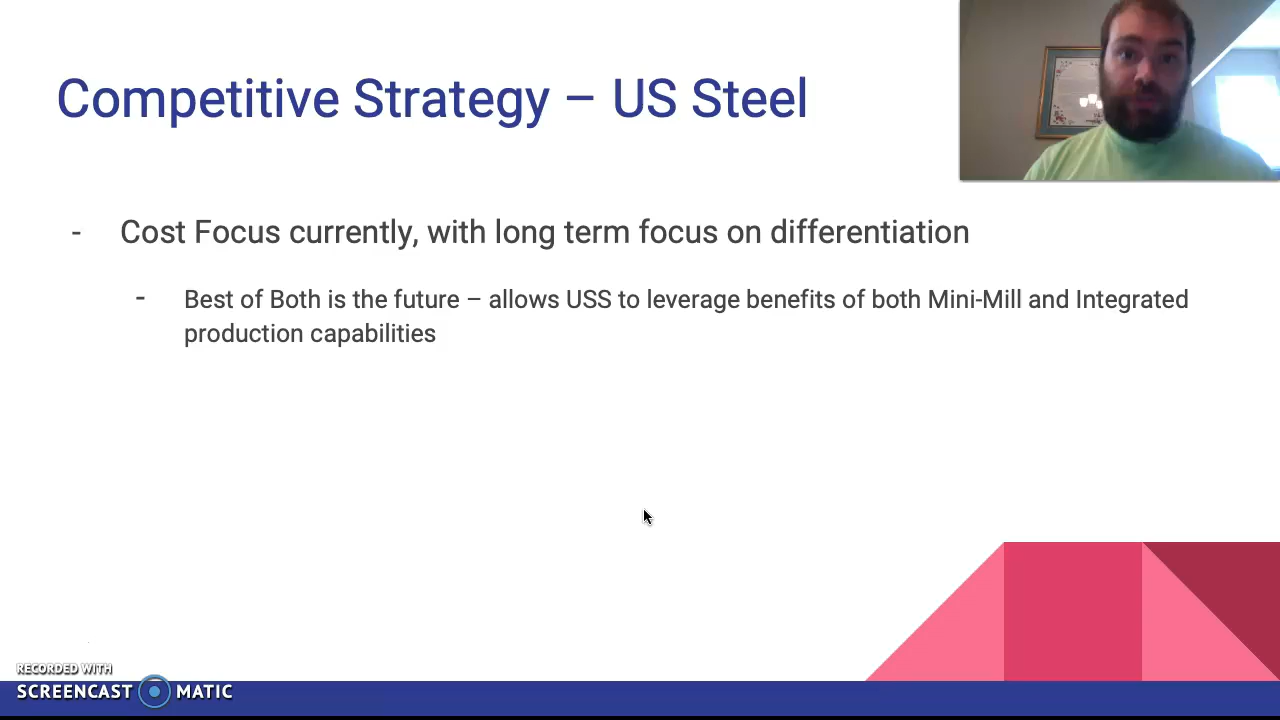 Competitive Strategy – US Steel
- Cost Focus currently, with long term focus on differentiation
- Best of Both is the future – allows USS to leverage benefits of both Mini-Mill and Integrated
production capabilities
RECORDED WITH
SCREENCAST MATIC